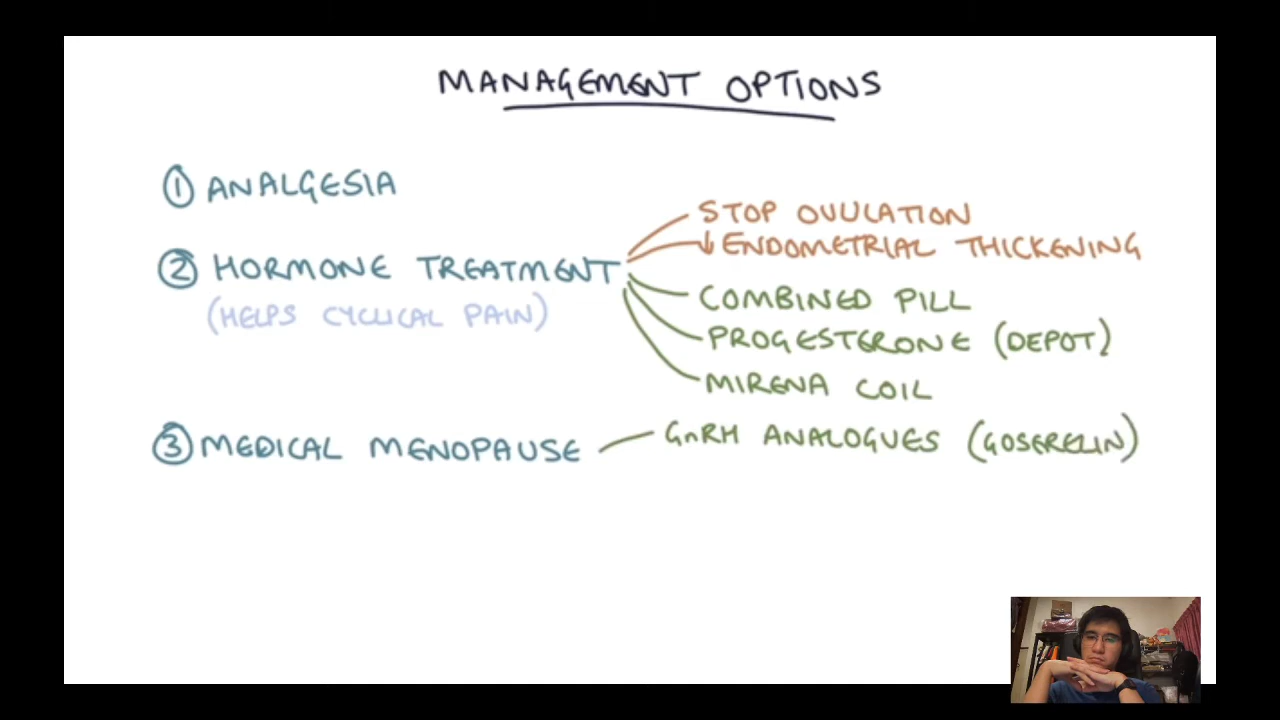 MANAGEMENT OPTIONS
① ANALGESIA
② HORMONE TREATMENT
(HELPS CYCLICAL PAIN)
STOP OVULATION
↓ ENDOMETRIAL THICKENING
COMBINED PILL
PROGESTERONE (DEPOT)
MIRENA COIL
③ MEDICAL MENOPAUSE
GnRH ANALOGUES (GOSERELIN)